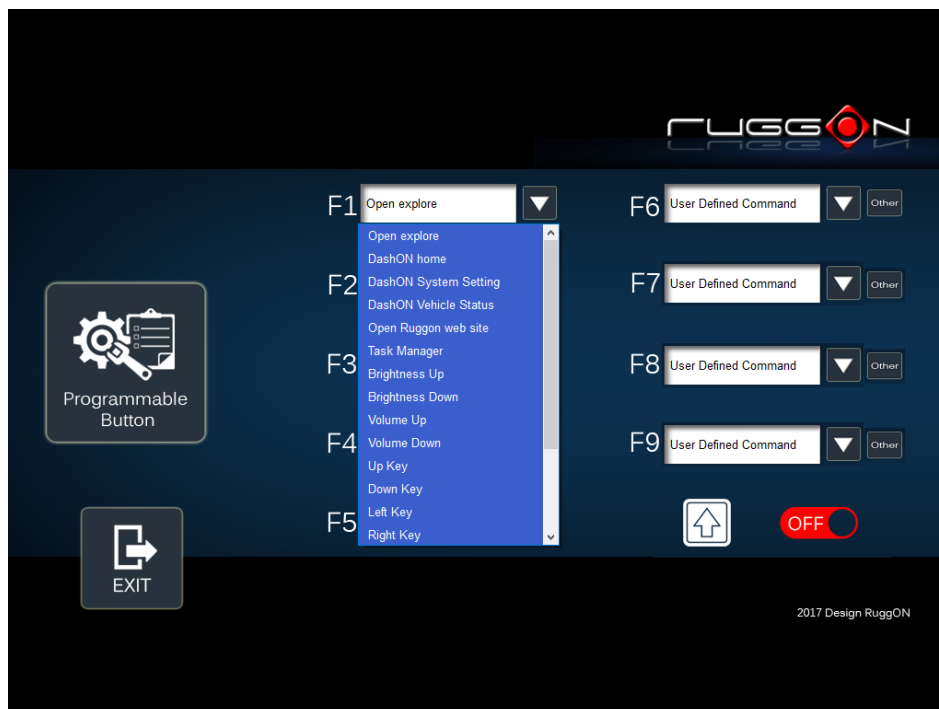 ruggON
F1 Open explore
F6 User Defined Command Other
Open explore
DashON home
DashON System Setting
DashON Vehicle Status
Open Ruggon web site
Task Manager
Brightness Up
Brightness Down
Volume Up
Volume Down
Up Key
Down Key
Left Key
Right Key
F2
F7 User Defined Command Other
F3
F8 User Defined Command Other
Programmable
Button
F4
F9 User Defined Command Other
F5
OFF
EXIT
2017 Design RuggON